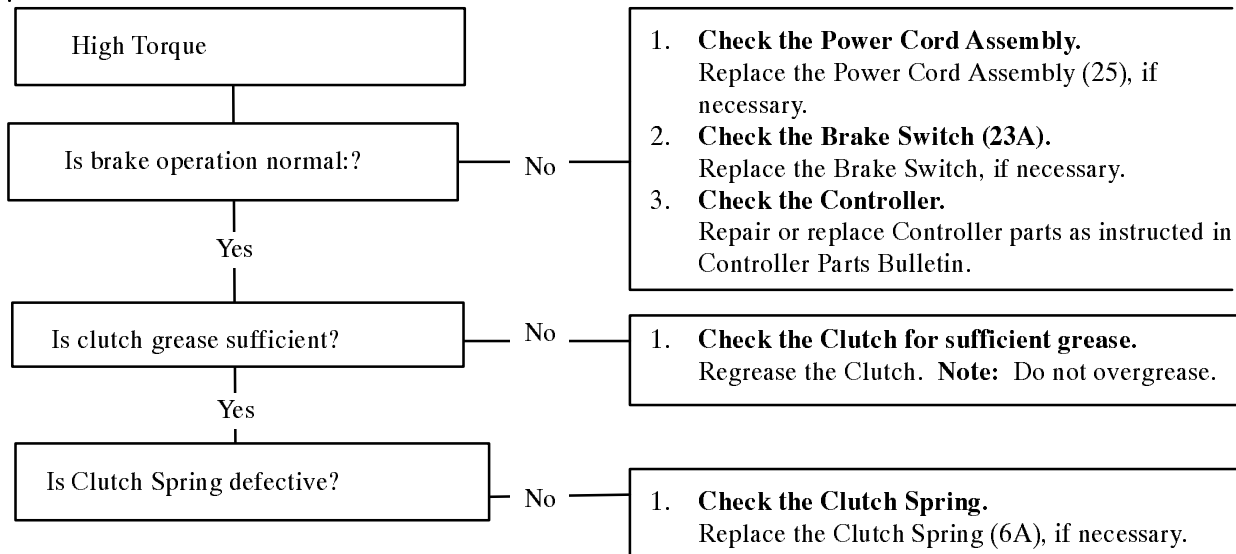 High Torque
1. Check the Power Cord Assembly.
Replace the Power Cord Assembly (25), if
necessary.
2. Check the Brake Switch (23A).
Replace the Brake Switch, if necessary.
3. Check the Controller.
Repair or replace Controller parts as instructed in
Controller Parts Bulletin.
Is brake operation normal:?
No
Yes
Is clutch grease sufficient?
No
1. Check the Clutch for sufficient grease.
Regrease the Clutch. Note: Do not overgrease.
Yes
Is Clutch Spring defective?
No
1. Check the Clutch Spring.
Replace the Clutch Spring (6A), if necessary.